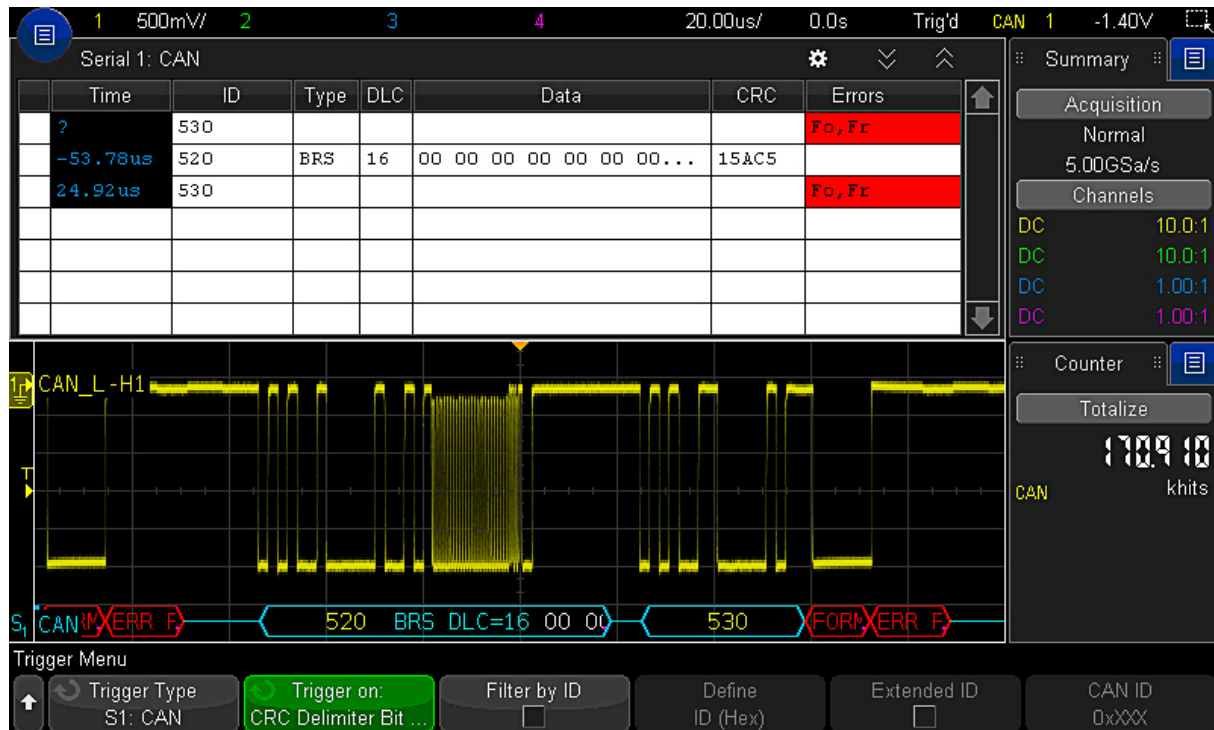 1 500mV/ 2 3 4 20.00us/ 0.0s Trig'd CAN 1 -1.40V
Serial 1: CAN
Time ID Type DLC Data CRC Errors
? 530 Fo,Fr
-53.78us 520 BRS 16 00 00 00 00 00 00 00... 15AC5
24.92us 530 Fo,Fr
Summary
Acquisition
Normal
5.00GSa/s
Channels
DC 10.0:1
DC 10.0:1
DC 1.00:1
DC 1.00:1
Counter
Totalize
170.910
CAN khits
CAN_L-H1
T
S1 CAN ERR F 520 BRS DLC=16 00 00 530 FORM ERR F
Trigger Menu
Trigger Type
S1: CAN
Trigger on:
CRC Delimiter Bit ...
Filter by ID
Define
ID (Hex)
Extended ID
CAN ID
0xXXX